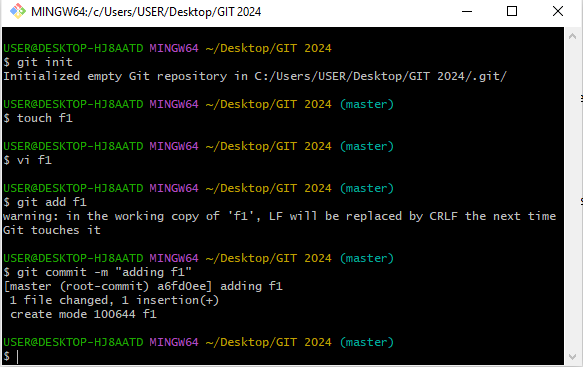 MINGW64:/c/Users/USER/Desktop/GIT 2024
USER@DESKTOP-HJ8AATD MINGW64 ~/Desktop/GIT 2024
$ git init
Initialized empty Git repository in C:/Users/USER/Desktop/GIT 2024/.git/
USER@DESKTOP-HJ8AATD MINGW64 ~/Desktop/GIT 2024 (master)
$ touch f1
USER@DESKTOP-HJ8AATD MINGW64 ~/Desktop/GIT 2024 (master)
$ vi f1
USER@DESKTOP-HJ8AATD MINGW64 ~/Desktop/GIT 2024 (master)
$ git add f1
warning: in the working copy of 'f1', LF will be replaced by CRLF the next time
Git touches it
USER@DESKTOP-HJ8AATD MINGW64 ~/Desktop/GIT 2024 (master)
$ git commit -m "adding f1"
[master (root-commit) a6fd0ee] adding f1
 1 file changed, 1 insertion(+)
 create mode 100644 f1
USER@DESKTOP-HJ8AATD MINGW64 ~/Desktop/GIT 2024 (master)
$